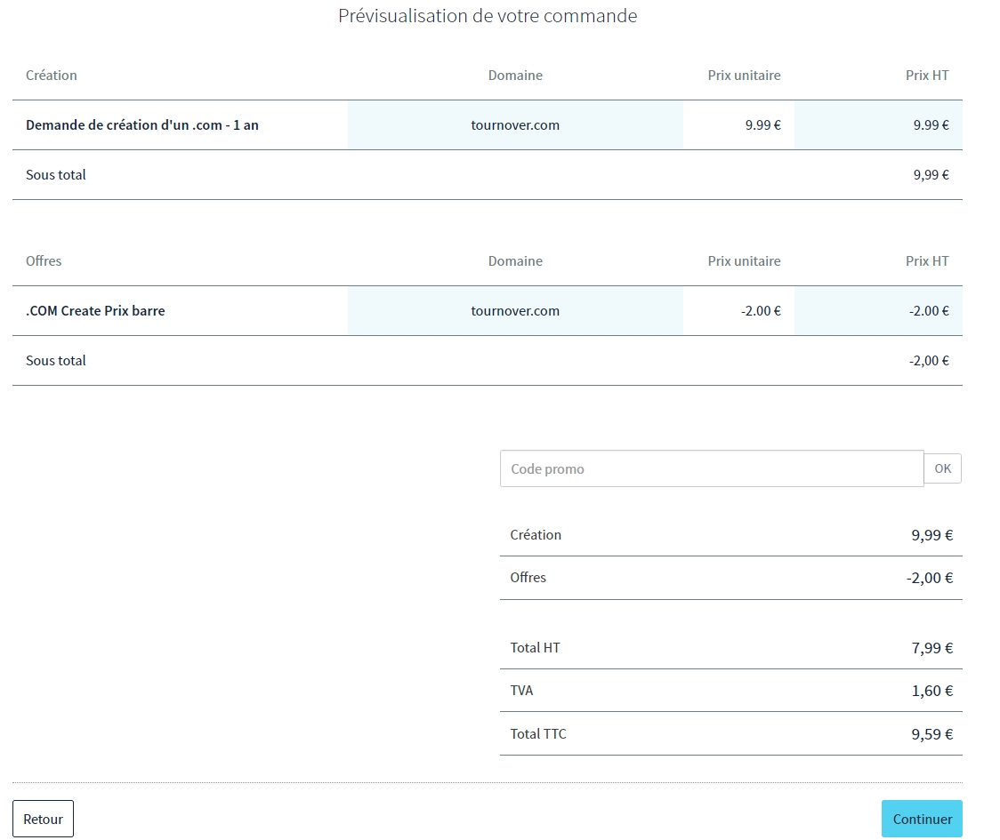 Prévisualisation de votre commande
Création Domaine Prix unitaire Prix HT
Demande de création d'un .com - 1 an tournover.com 9.99 € 9.99 €
Sous total 9,99 €
Offres Domaine Prix unitaire Prix HT
.COM Create Prix barre tournover.com -2.00 € -2.00 €
Sous total -2,00 €
Code promo OK
Création 9,99 €
Offres -2,00 €
Total HT 7,99 €
TVA 1,60 €
Total TTC 9,59 €
Retour Continuer